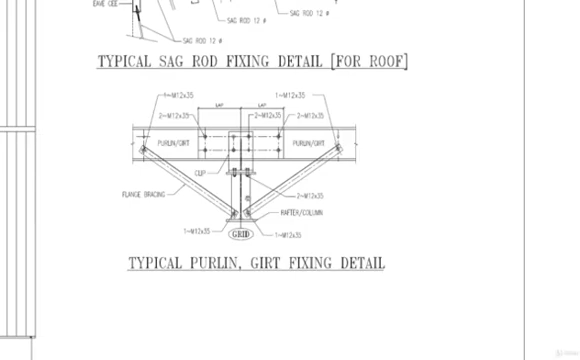 EAVE CEE
SAG ROD 12 ø
SAG ROD 12 ø
SAG ROD 12 ø
TYPICAL SAG ROD FIXING DETAIL [FOR ROOF]
1~M12x35
1~M12x35
LAP
LAP
2~M12x35
2~M12x35
2~M12x35
PURLIN/GIRT
PURLIN/GIRT
CLIP
FLANGE BRACING
2~M12x35
RAFTER/COLUMN
1~M12x35
GRID
1~M12x35
TYPICAL PURLIN, GIRT FIXING DETAIL